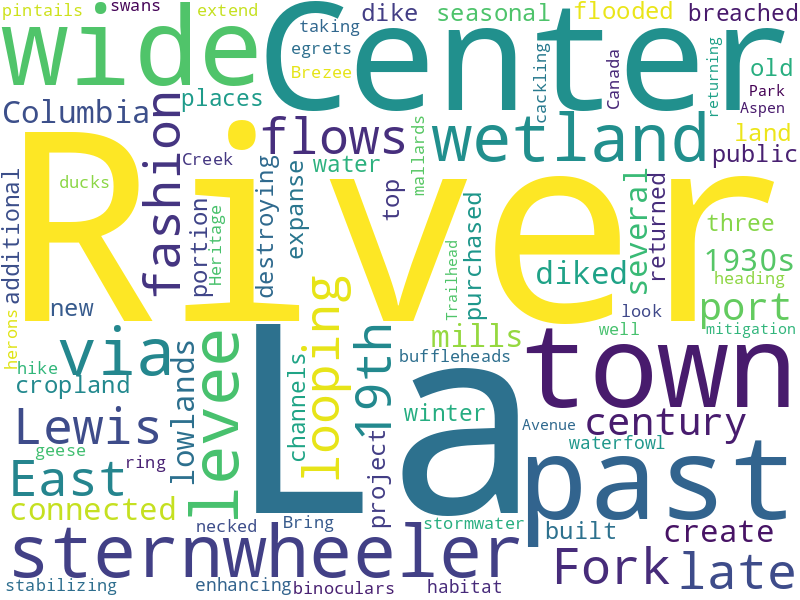 pintails
swans
extend
dike
seasonal
flooded
breached
wide
Center
taking
egrets
Brezee
places
Columbia
cackling
Canada
returning
old
Park
Aspen
flows
wetland
land
public
fashion
Creek
water
mallards
top
ducks
River
additional
portion
Heritage
destroying
expanse
purchased
several
returned
three
1930s
heading
diked
Trailhead
new
look
port
herons
via
hike
cropland
lowlands
levee
La
channels
looping
19th
mills
buffleheads
well
mitigation
town
Lewis
winter
Avenue
century
waterfowl
geese
ring
East
past
project
connected
necked
Bring
stormwater
built
create
sternwheeler
Fork
late
stabilizing
enhancing
binoculars
habitat